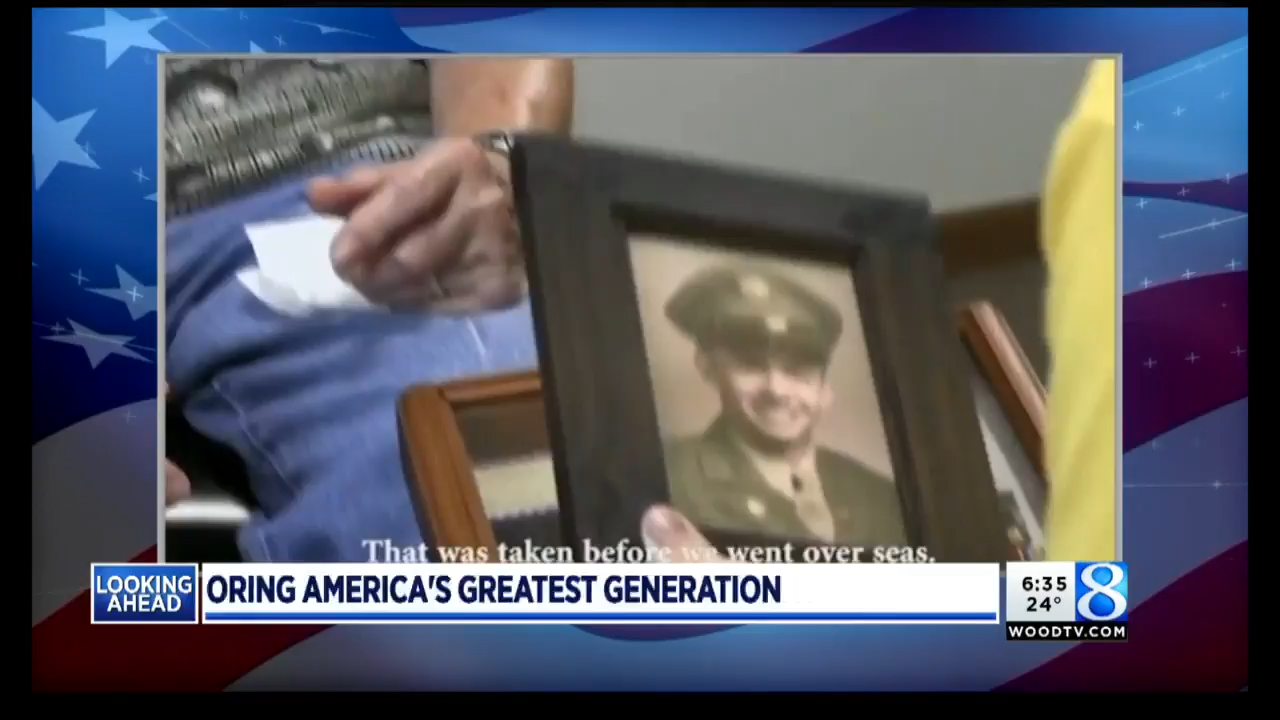 That was taken before we went over seas.
LOOKING
AHEAD
ORING AMERICA'S GREATEST GENERATION
6:35
24°
8
WOODTV.COM